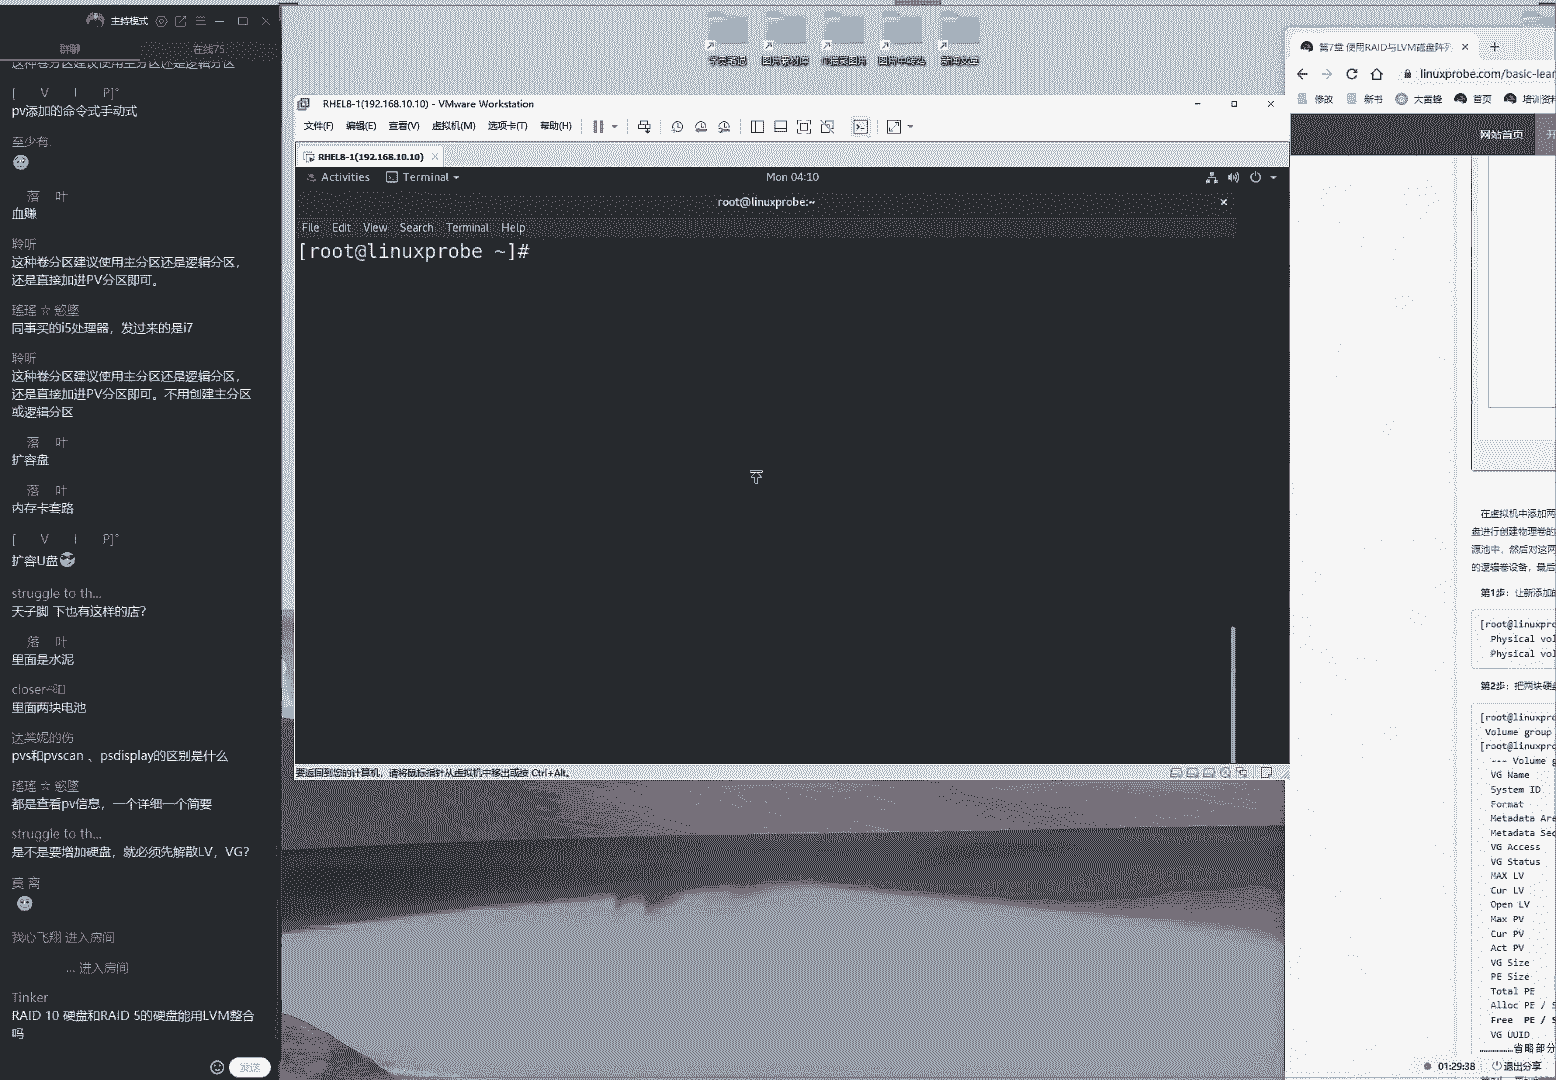 主持模式
群聊
在线75
这种卷分区建议使用主分区还是逻辑分区
[ V I P]°
pv添加的命令式手动式
至少有.
落 叶
血赚
聆听
这种卷分区建议使用主分区还是逻辑分区，
还是直接加进PV分区即可。
瑶瑶 ☆ 慾墜
同事买的i5处理器，发过来的是i7
聆听
这种卷分区建议使用主分区还是逻辑分区，
还是直接加进PV分区即可。不用创建主分区
或逻辑分区
落 叶
扩容盘
落 叶
内存卡套路
[ V I P]°
扩容U盘
struggle to th...
天子脚 下也有这样的店?
落 叶
里面是水泥
里面两块电池
pvs和pvscan 、psdisplay的区别是什么
瑶瑶 ☆ 慾墜
都是查看pv信息，一个详细一个简要
struggle to th...
是不是要增加硬盘，就必须先解散LV，VG?
莫 离
我心飞翔 进入房间
... 进入房间
Tinker
RAID 10 硬盘和RAID 5的硬盘能用LVM整合
吗
发送
RHEL8-1(192.168.10.10) - VMware Workstation
文件(F) 编辑(E) 查看(V) 虚拟机(M) 选项卡(T) 帮助(H)
RHEL8-1(192.168.10.10)
Activities Terminal Mon 04:10
root@linuxprobe:~
File Edit View Search Terminal Help
[root@linuxprobe ~]#
要返回到您的计算机，请将鼠标指针从虚拟机中移出或按 Ctrl+Alt。
第7章 使用RAID与LVM磁盘阵列
linuxprobe.com/basic-lear
修改 新书 大蜜蜂 首页 培训资料
网站首页 开
在虚拟机中添加两
盘进行创建物理卷的
源池中，然后对这两
的逻辑卷设备，最后
第1步：让新添加的
[root@linuxpro
Physical vol
Physical vol
第2步：把两块硬盘
[root@linuxpro
Volume group
[root@linuxpro
--- Volume g
VG Name
System ID
Format
Metadata Are
Metadata Seq
VG Access
VG Status
MAX LV
Cur LV
Open LV
Max PV
Cur PV
Act PV
VG Size
PE Size
Total PE
Alloc PE / S
Free PE / S
VG UUID
………………省略部分
01:29:38 退出分享